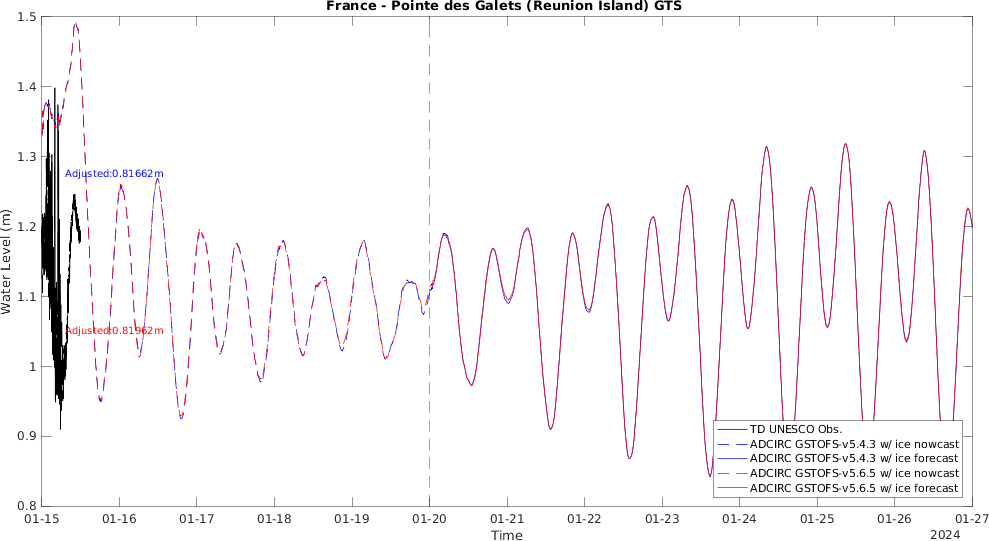 France - Pointe des Galets (Reunion Island) GTS
1.5
1.4
1.3
1.2
1.1
1
0.9
0.8
Water Level (m)
Adjusted:0.81662m
Adjusted:0.81962m
TD UNESCO Obs.
ADCIRC GSTOFS-v5.4.3 w/ ice nowcast
ADCIRC GSTOFS-v5.4.3 w/ ice forecast
ADCIRC GSTOFS-v5.6.5 w/ ice nowcast
ADCIRC GSTOFS-v5.6.5 w/ ice forecast
01-15 01-16 01-17 01-18 01-19 01-20 01-21 01-22 01-23 01-24 01-25 01-26 01-27
Time
2024